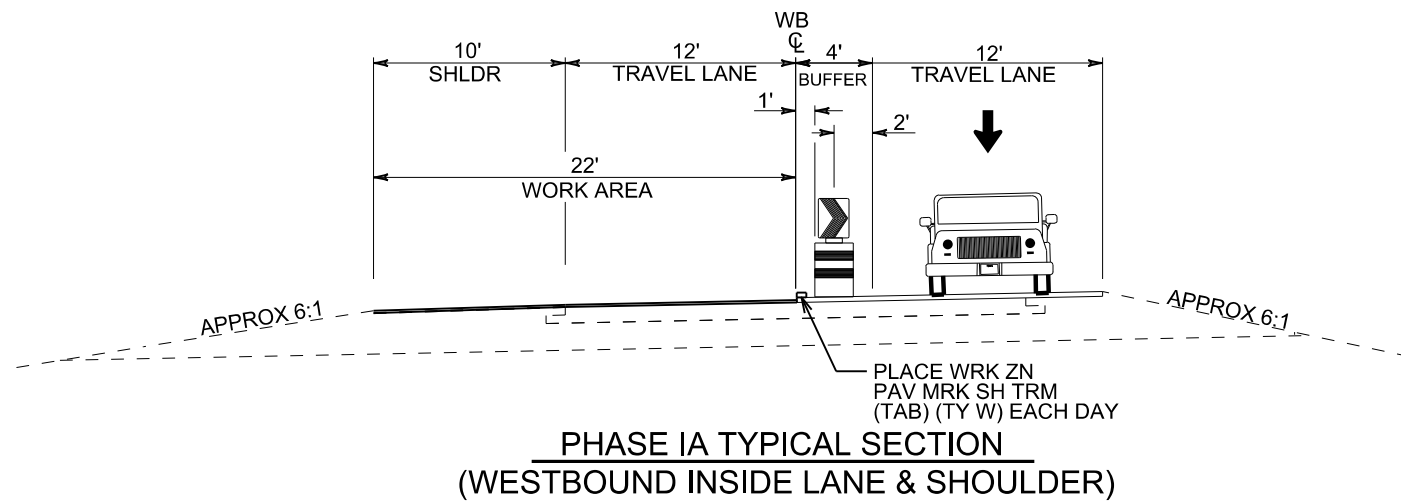 WB
CL
10'
12'
4'
12'
SHLDR
TRAVEL LANE
BUFFER
TRAVEL LANE
1'
2'
22'
WORK AREA
APPROX 6:1
APPROX 6:1
PLACE WRK ZN
PAV MRK SH TRM
(TAB) (TY W) EACH DAY
PHASE IA TYPICAL SECTION
(WESTBOUND INSIDE LANE & SHOULDER)